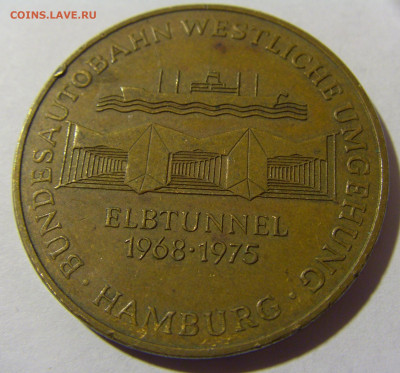 COINS.LAVE.RU
· BUNDESAUTOBAHN WESTLICHE UMGEHUNG ·
ELBTUNNEL
1968·1975
HAMBURG